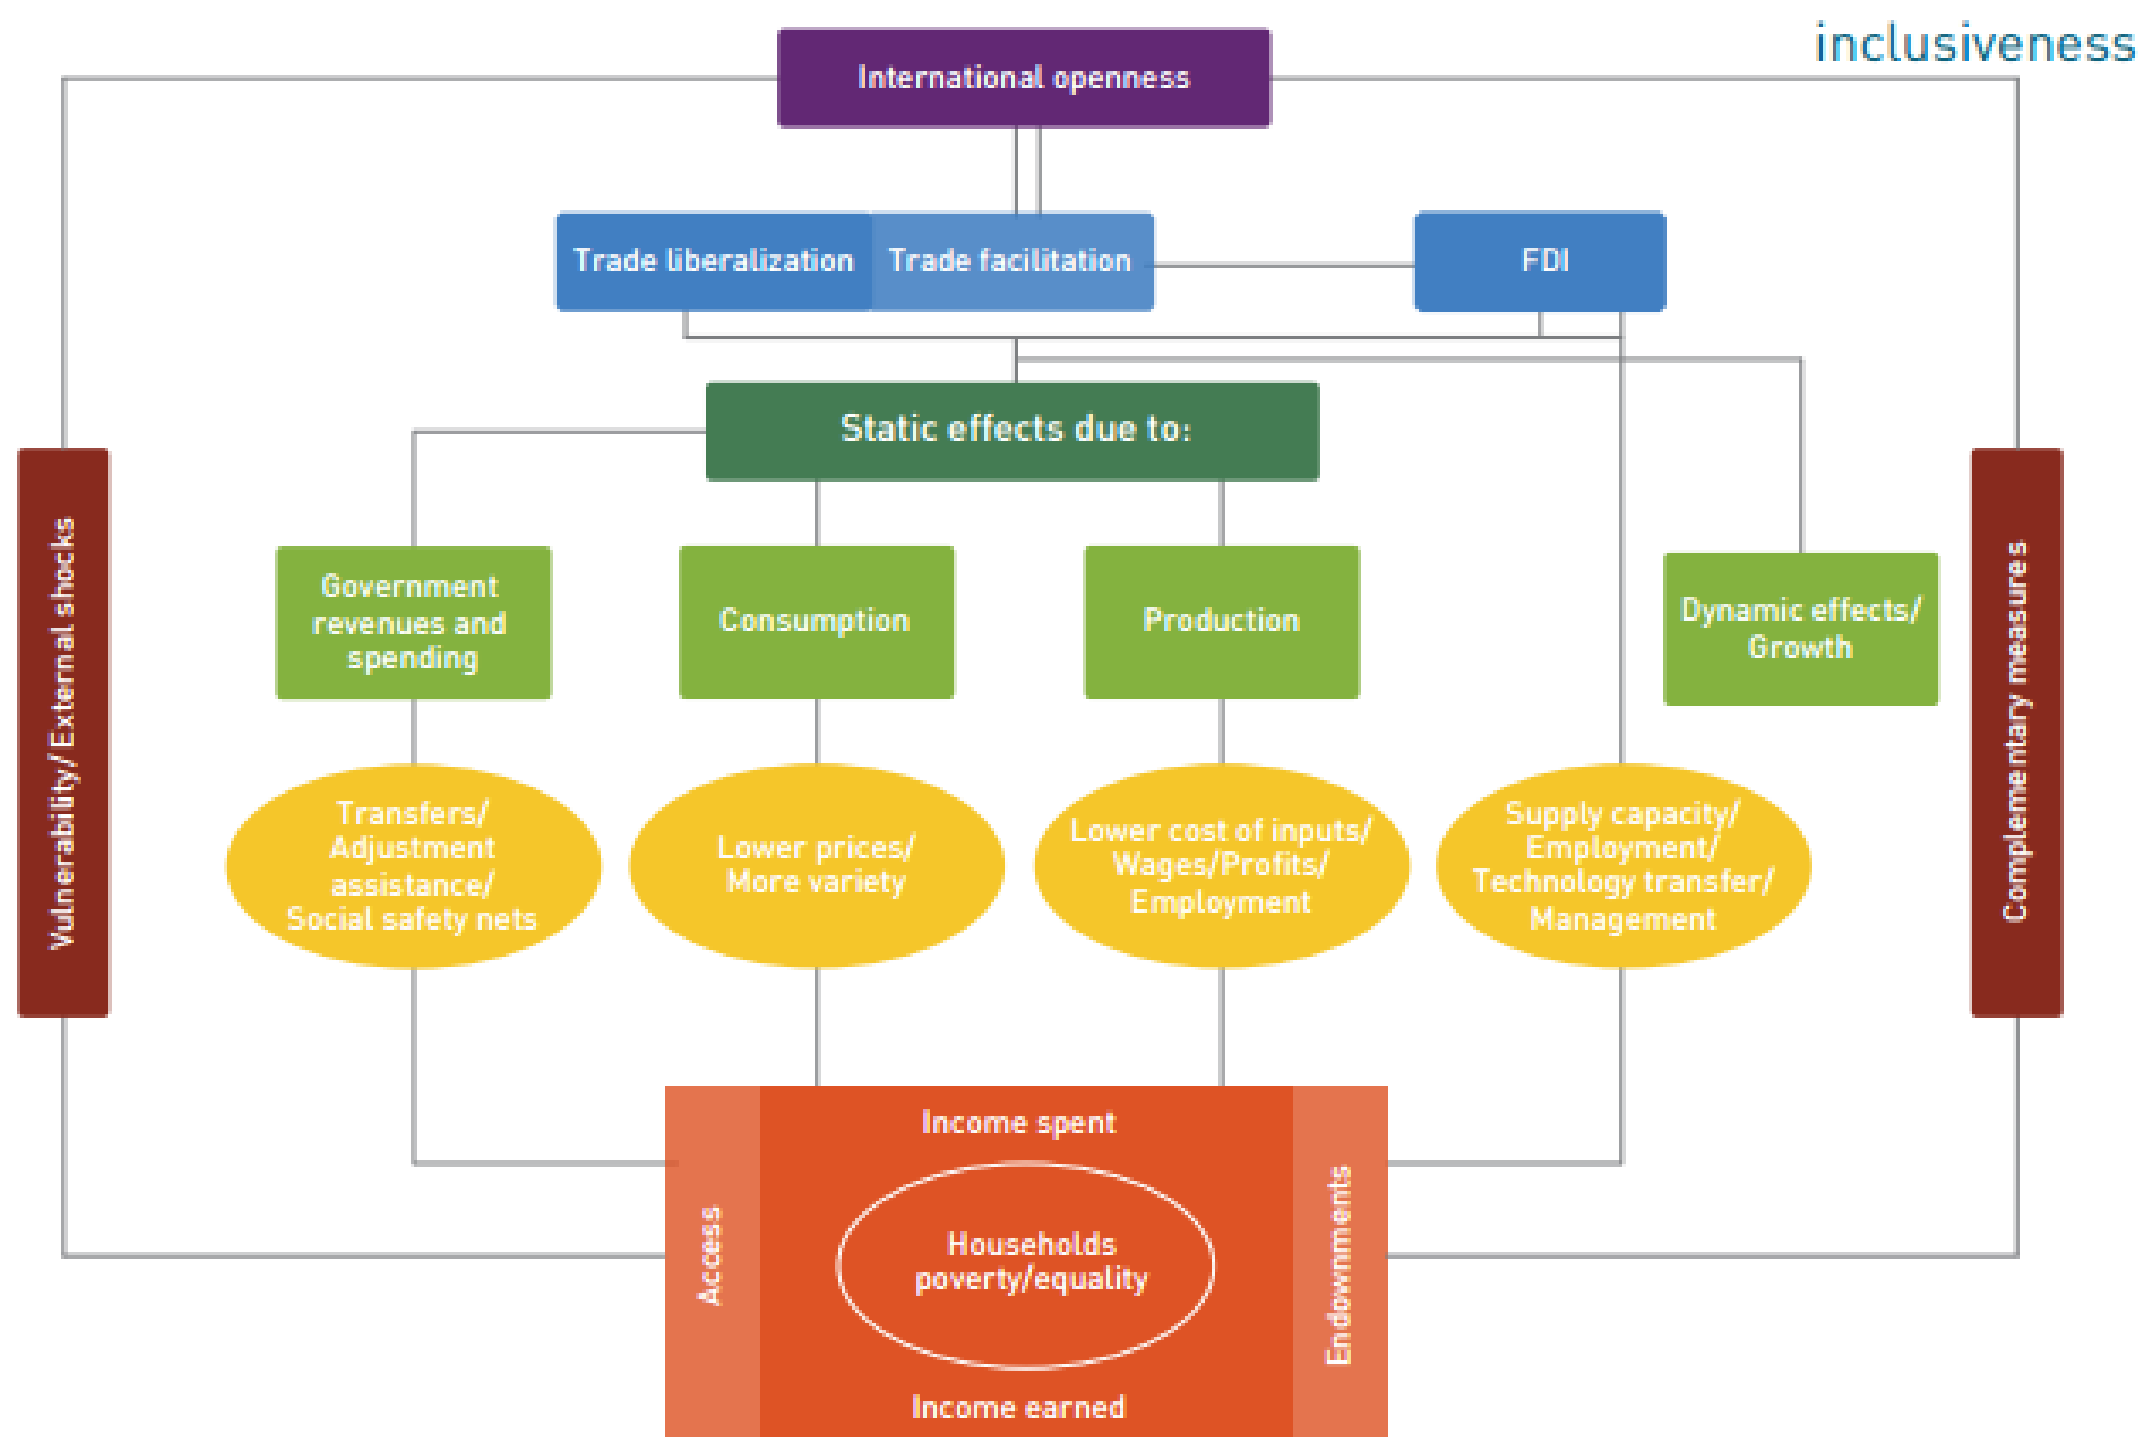 inclusiveness
International openness
Trade liberalization
Trade facilitation
FDI
Static effects due to:
Vulnerability/ External shocks
Government
revenues and
spending
Consumption
Production
Dynamic effects/
Growth
Complementary measures
Transfers/
Adjustment
assistance/
Social safety nets
Lower prices/
More variety
Lower cost of inputs/
Wages/Profits/
Employment
Supply capacity/
Employment/
Technology transfer/
Management
Income spent
Access
Households
poverty/equality
Endownments
Income earned